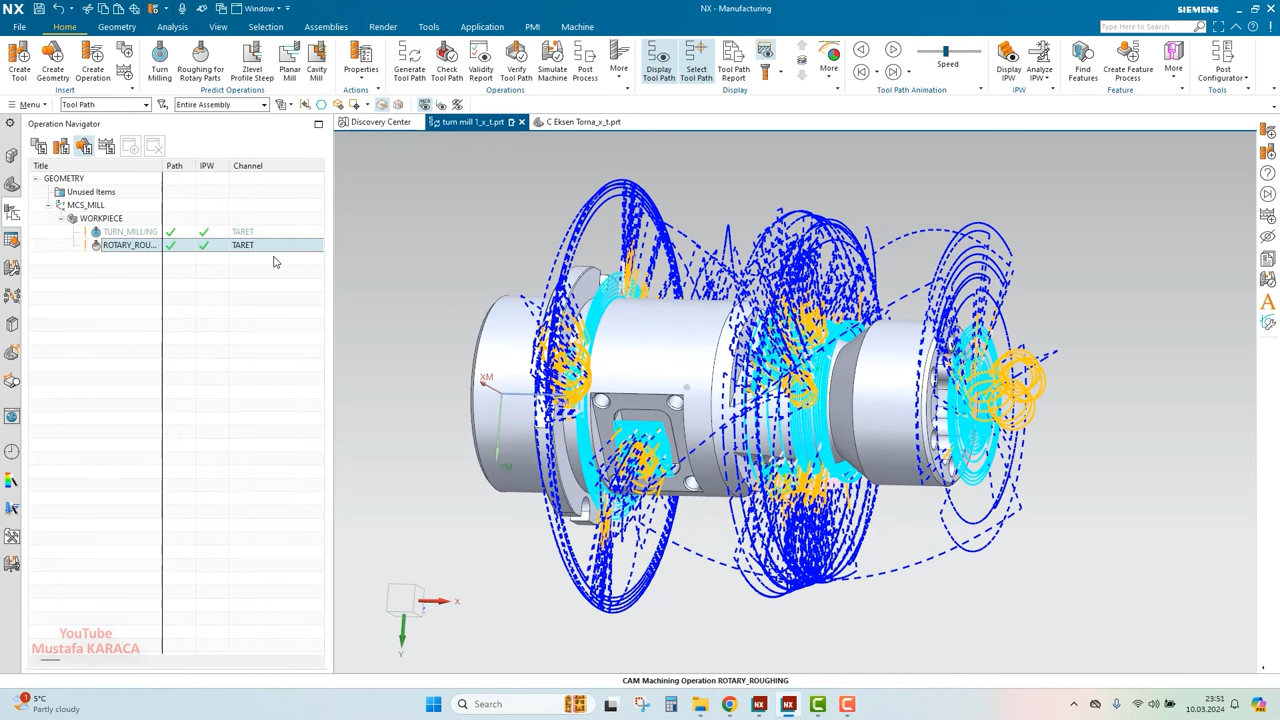 NX
Window
NX - Manufacturing
SIEMENS
File
Home
Geometry
Analysis
View
Selection
Assemblies
Render
Tools
Application
PMI
Machine
Type Here to Search
Create Tool
Create Geometry
Create Operation
Turn Milling
Roughing for Rotary Parts
Zlevel Profile Steep
Planar Mill
Cavity Mill
Properties
Generate Tool Path
Check Tool Path
Validity Report
Verify Tool Path
Simulate Machine
Post Process
More
Display Tool Path
Select Tool Path
Tool Path Report
More
Speed
Display IPW
Analyze IPW
Find Features
Create Feature Process
More
Post Configurator
Insert
Predict Operations
Actions
Operations
Display
Tool Path Animation
IPW
Feature
Tools
Menu
Tool Path
Entire Assembly
Operation Navigator
Discovery Center
turn mill 1_x_t.prt
C Eksen Torna_x_t.prt
Title
Path
IPW
Channel
GEOMETRY
Unused Items
MCS_MILL
WORKPIECE
TURN_MILLING
TARET
ROTARY_ROU...
TARET
XM
YM
X
Y
YouTube
Mustafa KARACA
CAM Machining Operation ROTARY_ROUGHING
1
5°C
Partly cloudy
Search
23:51
10.03.2024